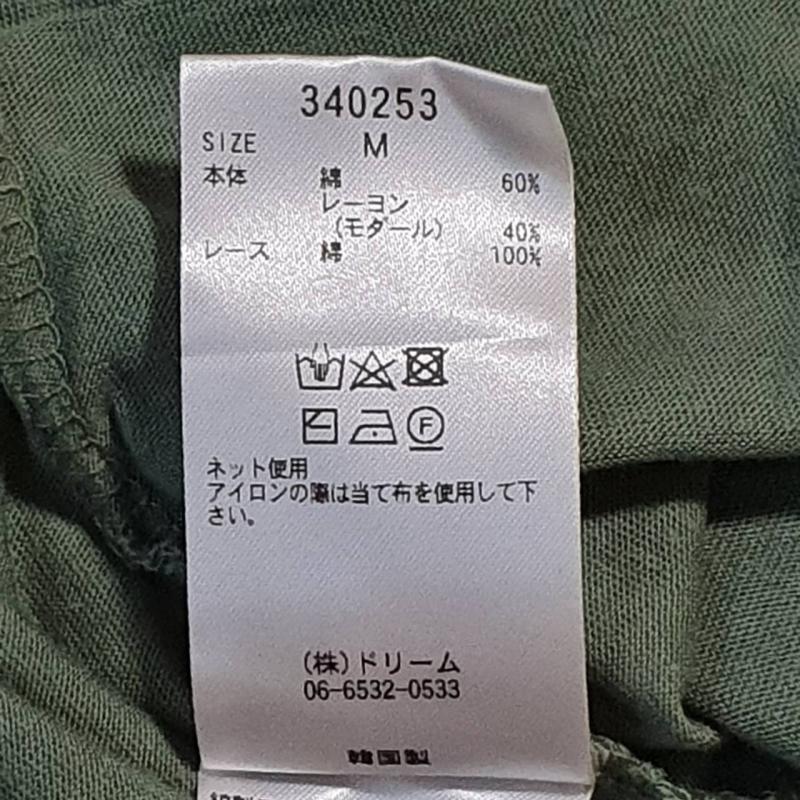 340253
SIZE M
本体 綿 60%
レーヨン
(モダール) 40%
レース 綿 100%
F
ネット使用
アイロンの際は当て布を使用して下
さい。
(株)ドリーム
06-6532-0533
韓国製